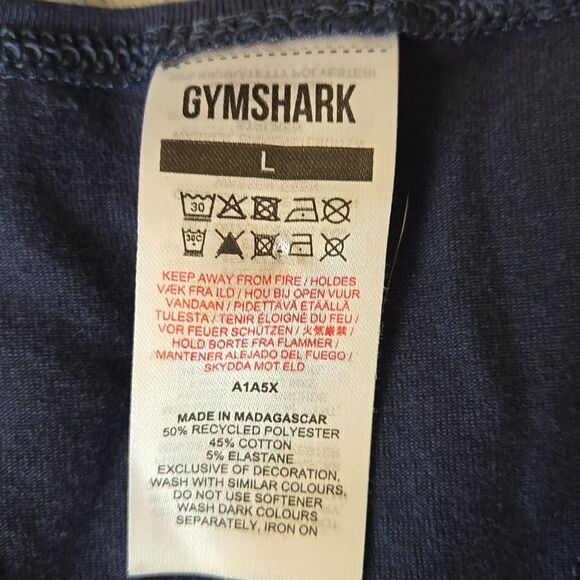 GYMSHARK
L
30
30C
KEEP AWAY FROM FIRE / HOLDES
VÆK FRA ILD / HOU BIJ OPEN VUUR
VANDAAN / PIDETTÄVÄ ETÄÄLLÄ
TULESTA / TENIR ÉLOIGNÉ DU FEU /
VOR FEUER SCHÜTZEN / 火気厳禁 /
HOLD BORTE FRA FLAMMER /
MANTENER ALEJADO DEL FUEGO /
SKYDDA MOT ELD
A1A5X
MADE IN MADAGASCAR
50% RECYCLED POLYESTER
45% COTTON
5% ELASTANE
EXCLUSIVE OF DECORATION,
WASH WITH SIMILAR COLOURS,
DO NOT USE SOFTENER
WASH DARK COLOURS
SEPARATELY, IRON ON